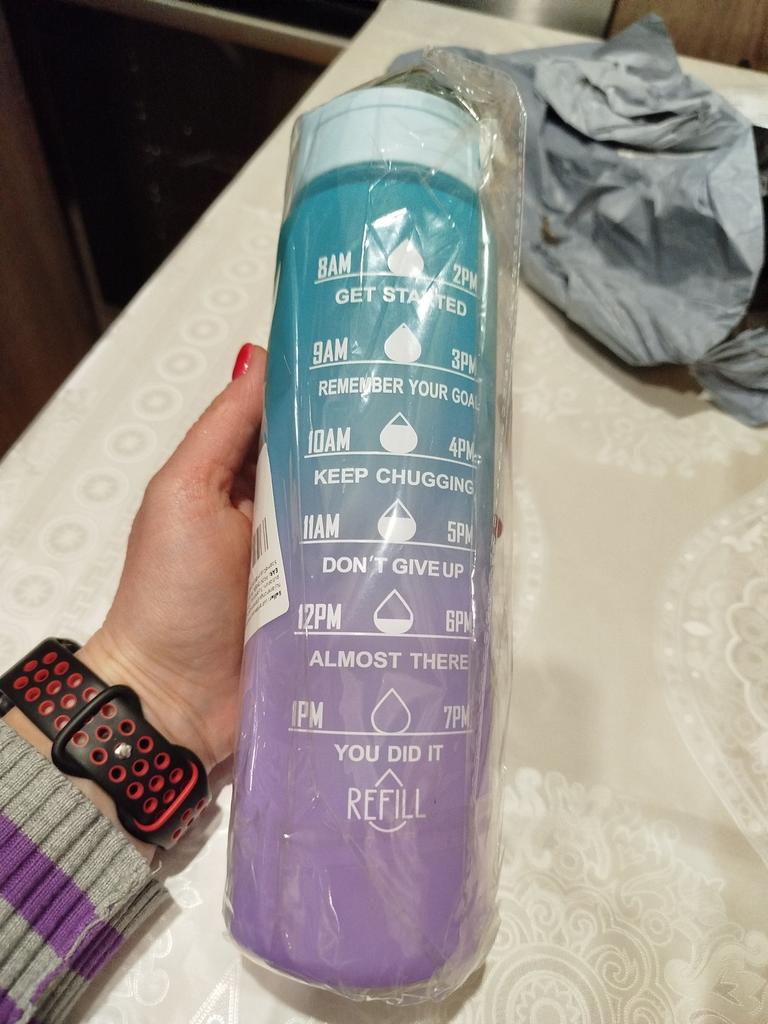 8AM 2PM
GET STARTED
9AM 3PM
REMEMBER YOUR GOAL
10AM 4PM
KEEP CHUGGING
11AM 5PM
DON'T GIVE UP
12PM 6PM
ALMOST THERE
1PM 7PM
YOU DID IT
REFILL